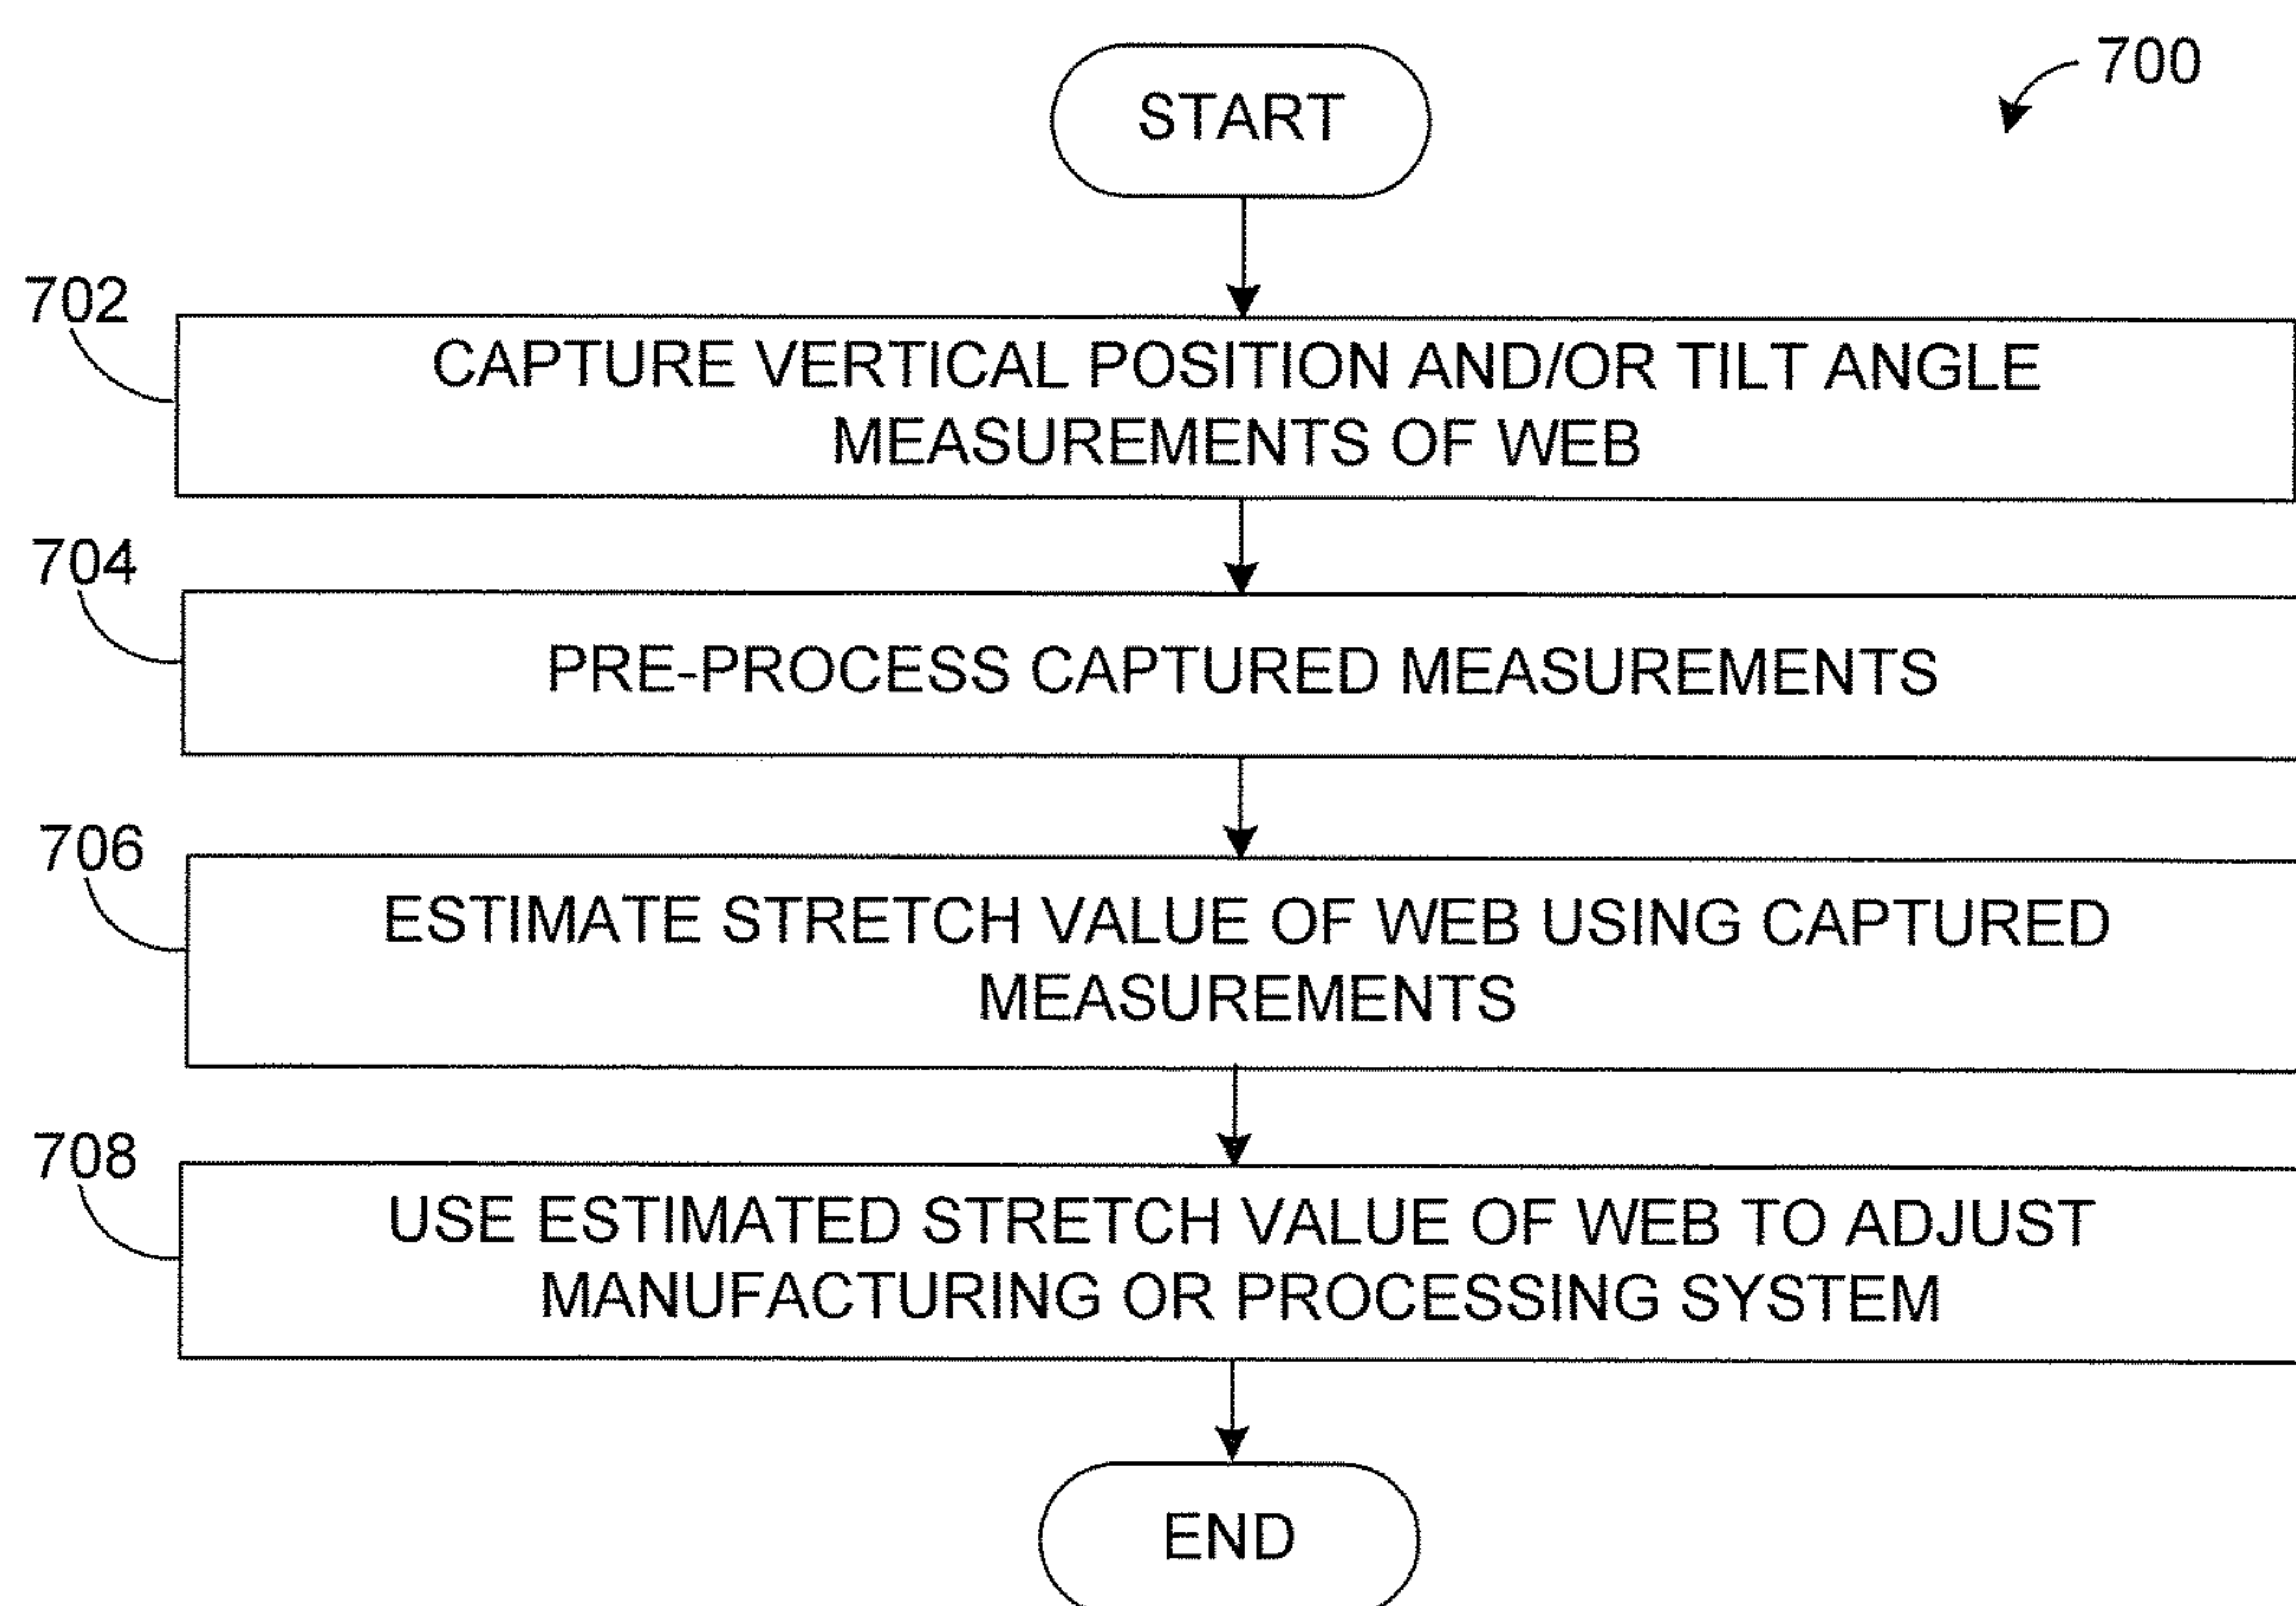 START
700
702
CAPTURE VERTICAL POSITION AND/OR TILT ANGLE
MEASUREMENTS OF WEB
704
PRE-PROCESS CAPTURED MEASUREMENTS
706
ESTIMATE STRETCH VALUE OF WEB USING CAPTURED
MEASUREMENTS
708
USE ESTIMATED STRETCH VALUE OF WEB TO ADJUST
MANUFACTURING OR PROCESSING SYSTEM
END